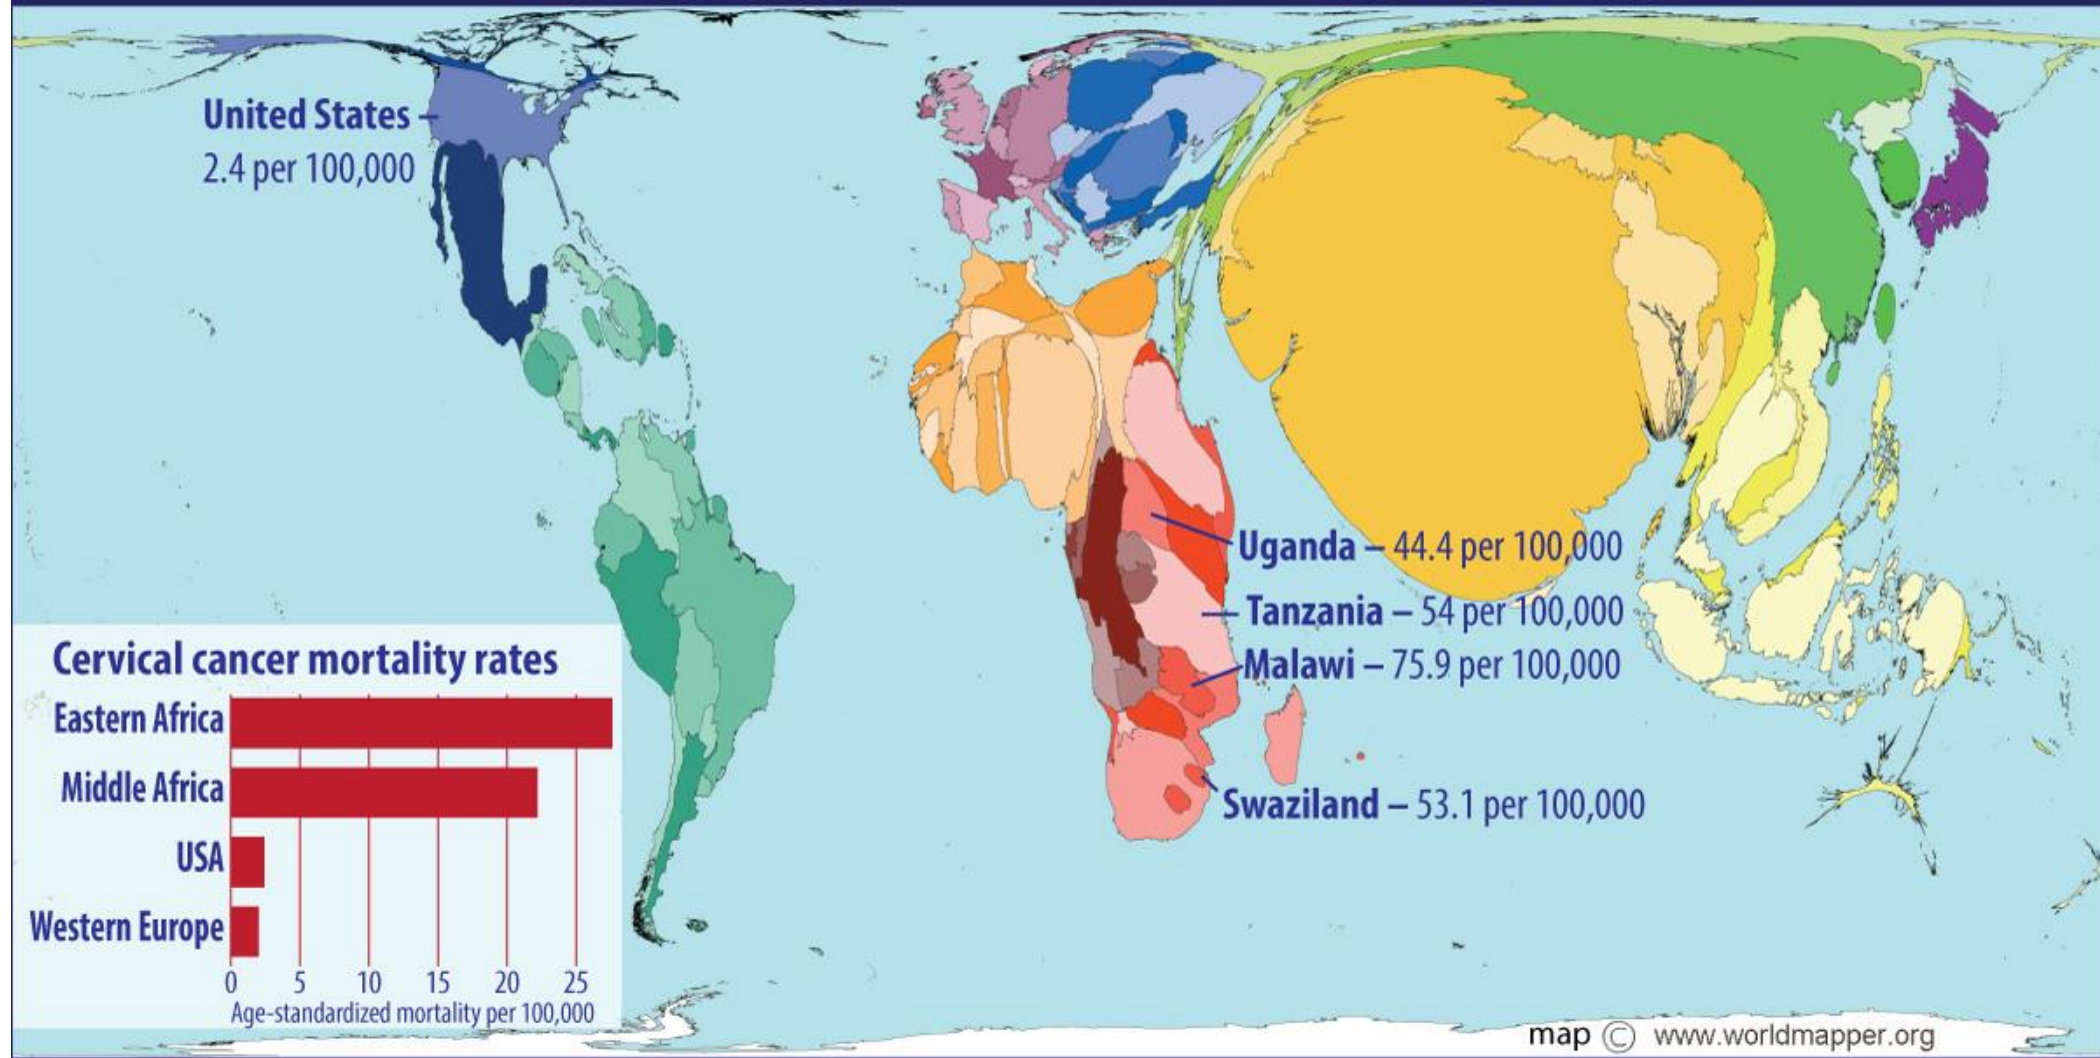 United States –
2.4 per 100,000
Uganda – 44.4 per 100,000
Tanzania – 54 per 100,000
Malawi – 75.9 per 100,000
Swaziland – 53.1 per 100,000
Cervical cancer mortality rates
Eastern Africa
Middle Africa
USA
Western Europe
0 5 10 15 20 25
Age-standardized mortality per 100,000
map © www.worldmapper.org